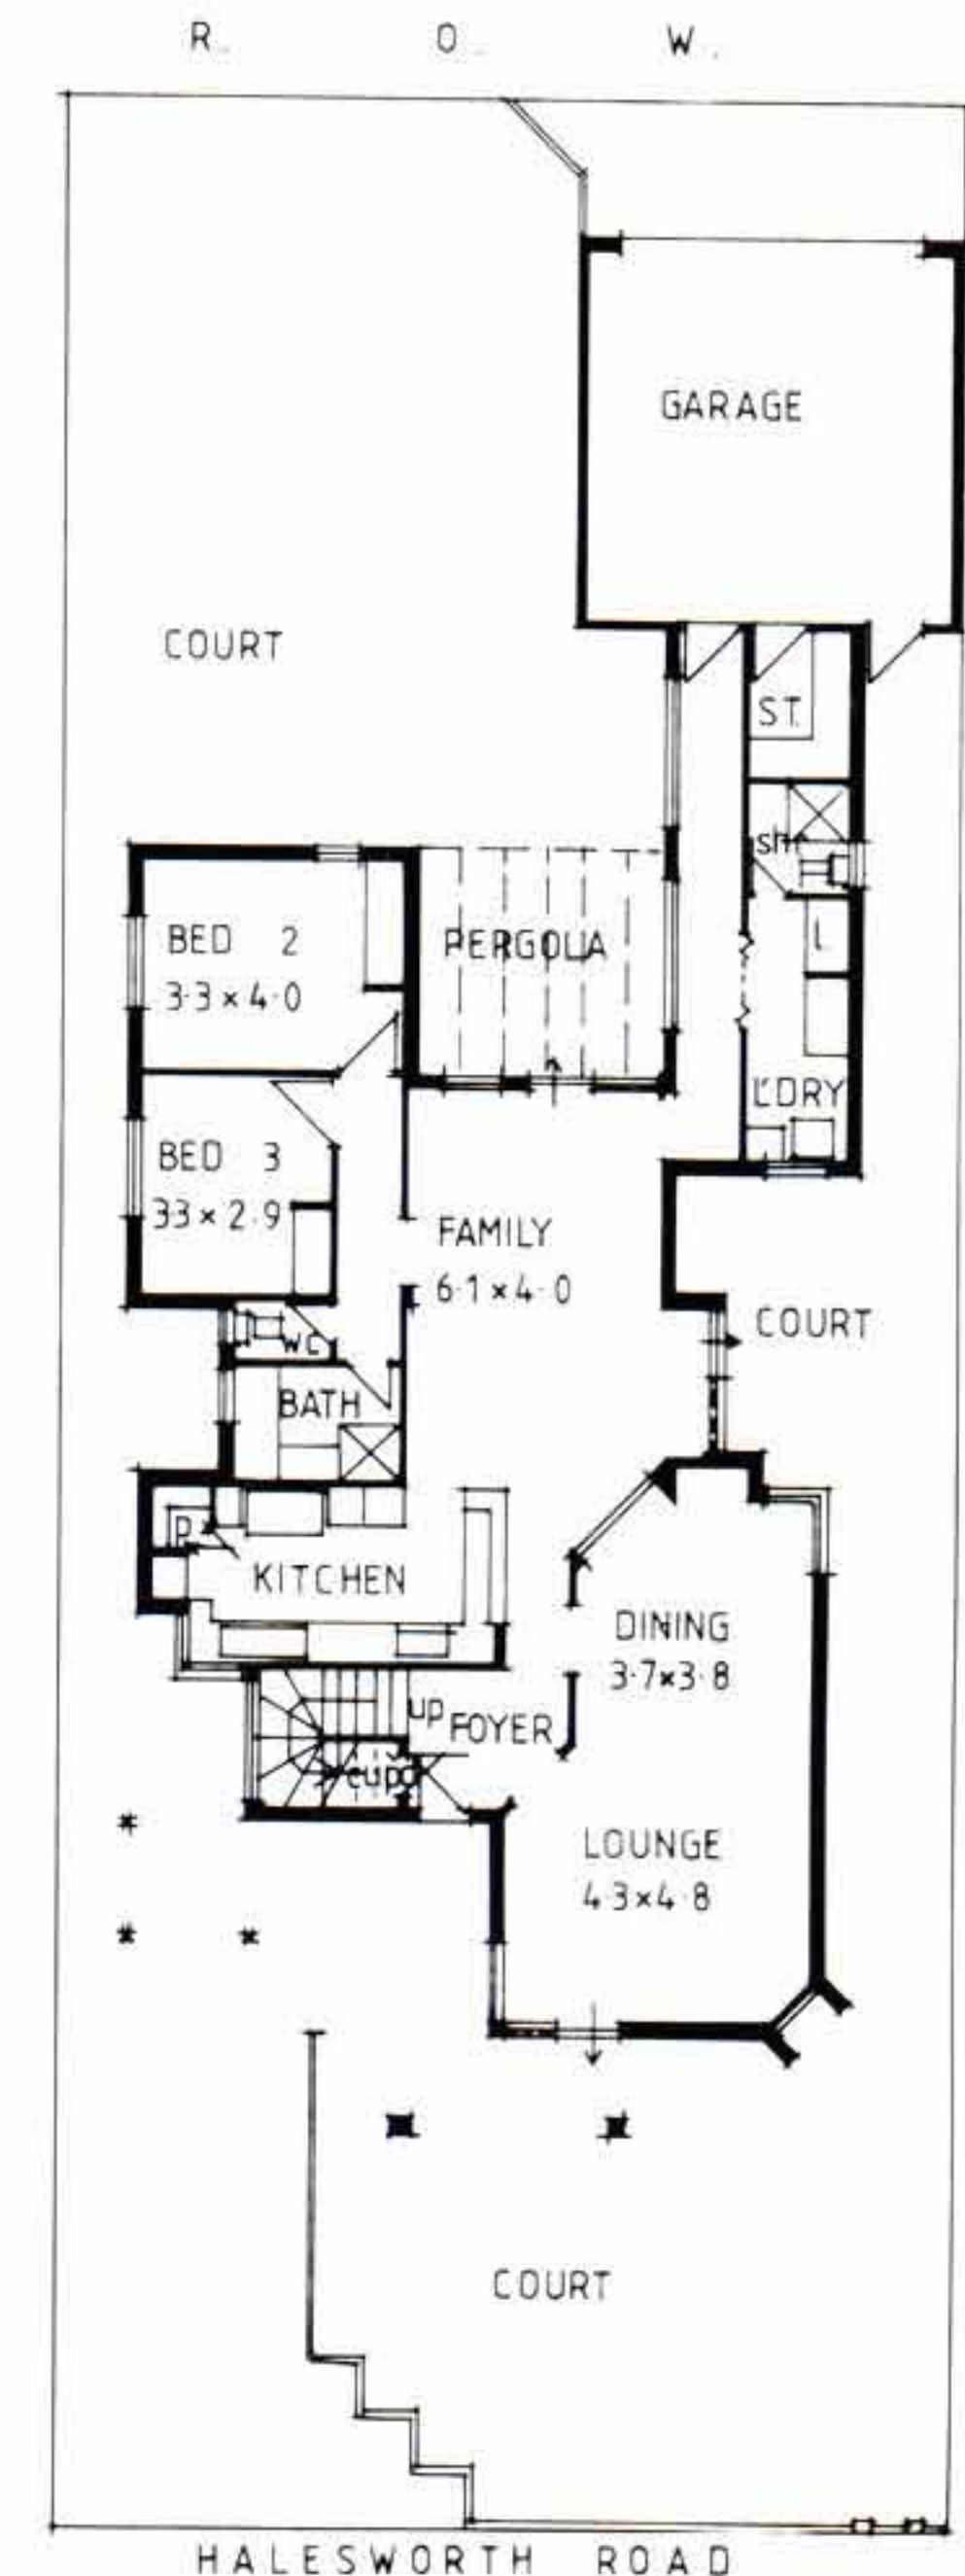 R. O. W.
GARAGE
COURT
ST.
shr
BED 2
3·3 × 4·0
PERGOLA
l
L'DRY
BED 3
33 × 2·9
FAMILY
6·1 × 4·0
COURT
WC
BATH
P
KITCHEN
DINING
3·7×3·8
up
FOYER
cupd
LOUNGE
4·3×4·8
COURT
HALESWORTH ROAD